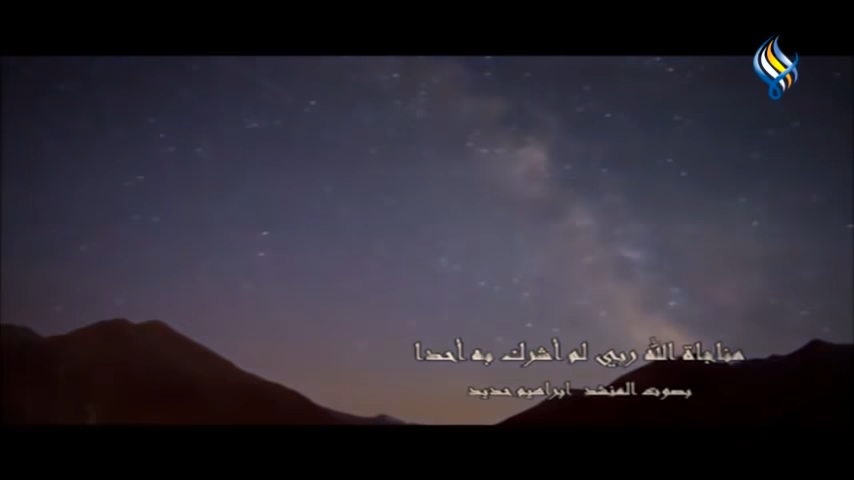 مناجاة الله ربي لم أشرك به أحدا
بصوت المنشد ابراهيم حديد